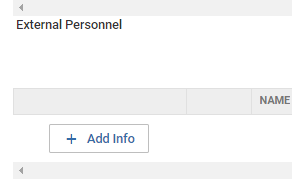 External Personnel
NAME
+ Add Info